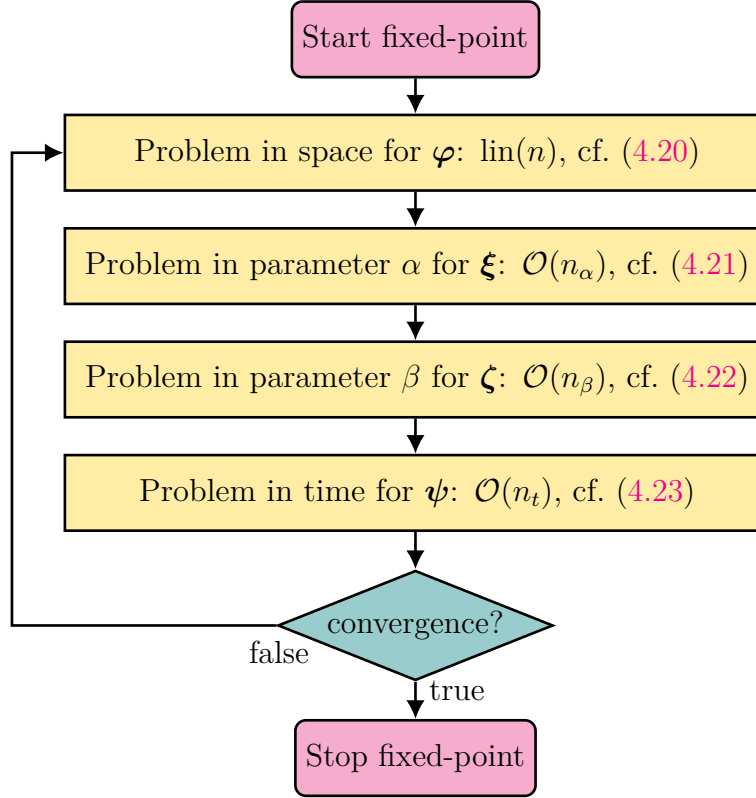 Start fixed-point
Problem in space for 𝝋: lin(n), cf. (4.20)
Problem in parameter α for 𝝃: 𝒪(n_α), cf. (4.21)
Problem in parameter β for 𝜻: 𝒪(n_β), cf. (4.22)
Problem in time for 𝝍: 𝒪(n_t), cf. (4.23)
convergence?
false
true
Stop fixed-point